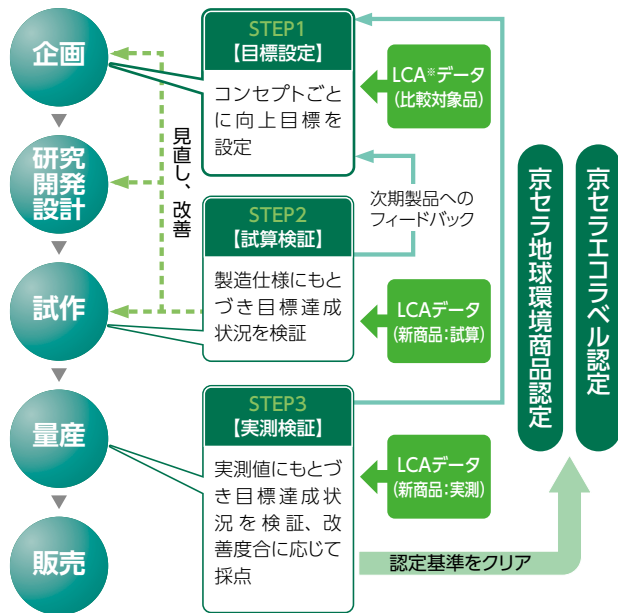 企画
研究
開発
設計
試作
量産
販売
見直し、改善
STEP1
【目標設定】
コンセプトごと
に向上目標を
設定
LCA※データ
(比較対象品)
次期製品への
フィードバック
STEP2
【試算検証】
製造仕様にもと
づき目標達成
状況を検証
LCAデータ
(新商品:試算)
STEP3
【実測検証】
実測値にもとづ
き目標達成状
況を検証、改
善度合に応じて
採点
LCAデータ
(新商品:実測)
認定基準をクリア
京セラ地球環境商品認定
京セラエコラベル認定